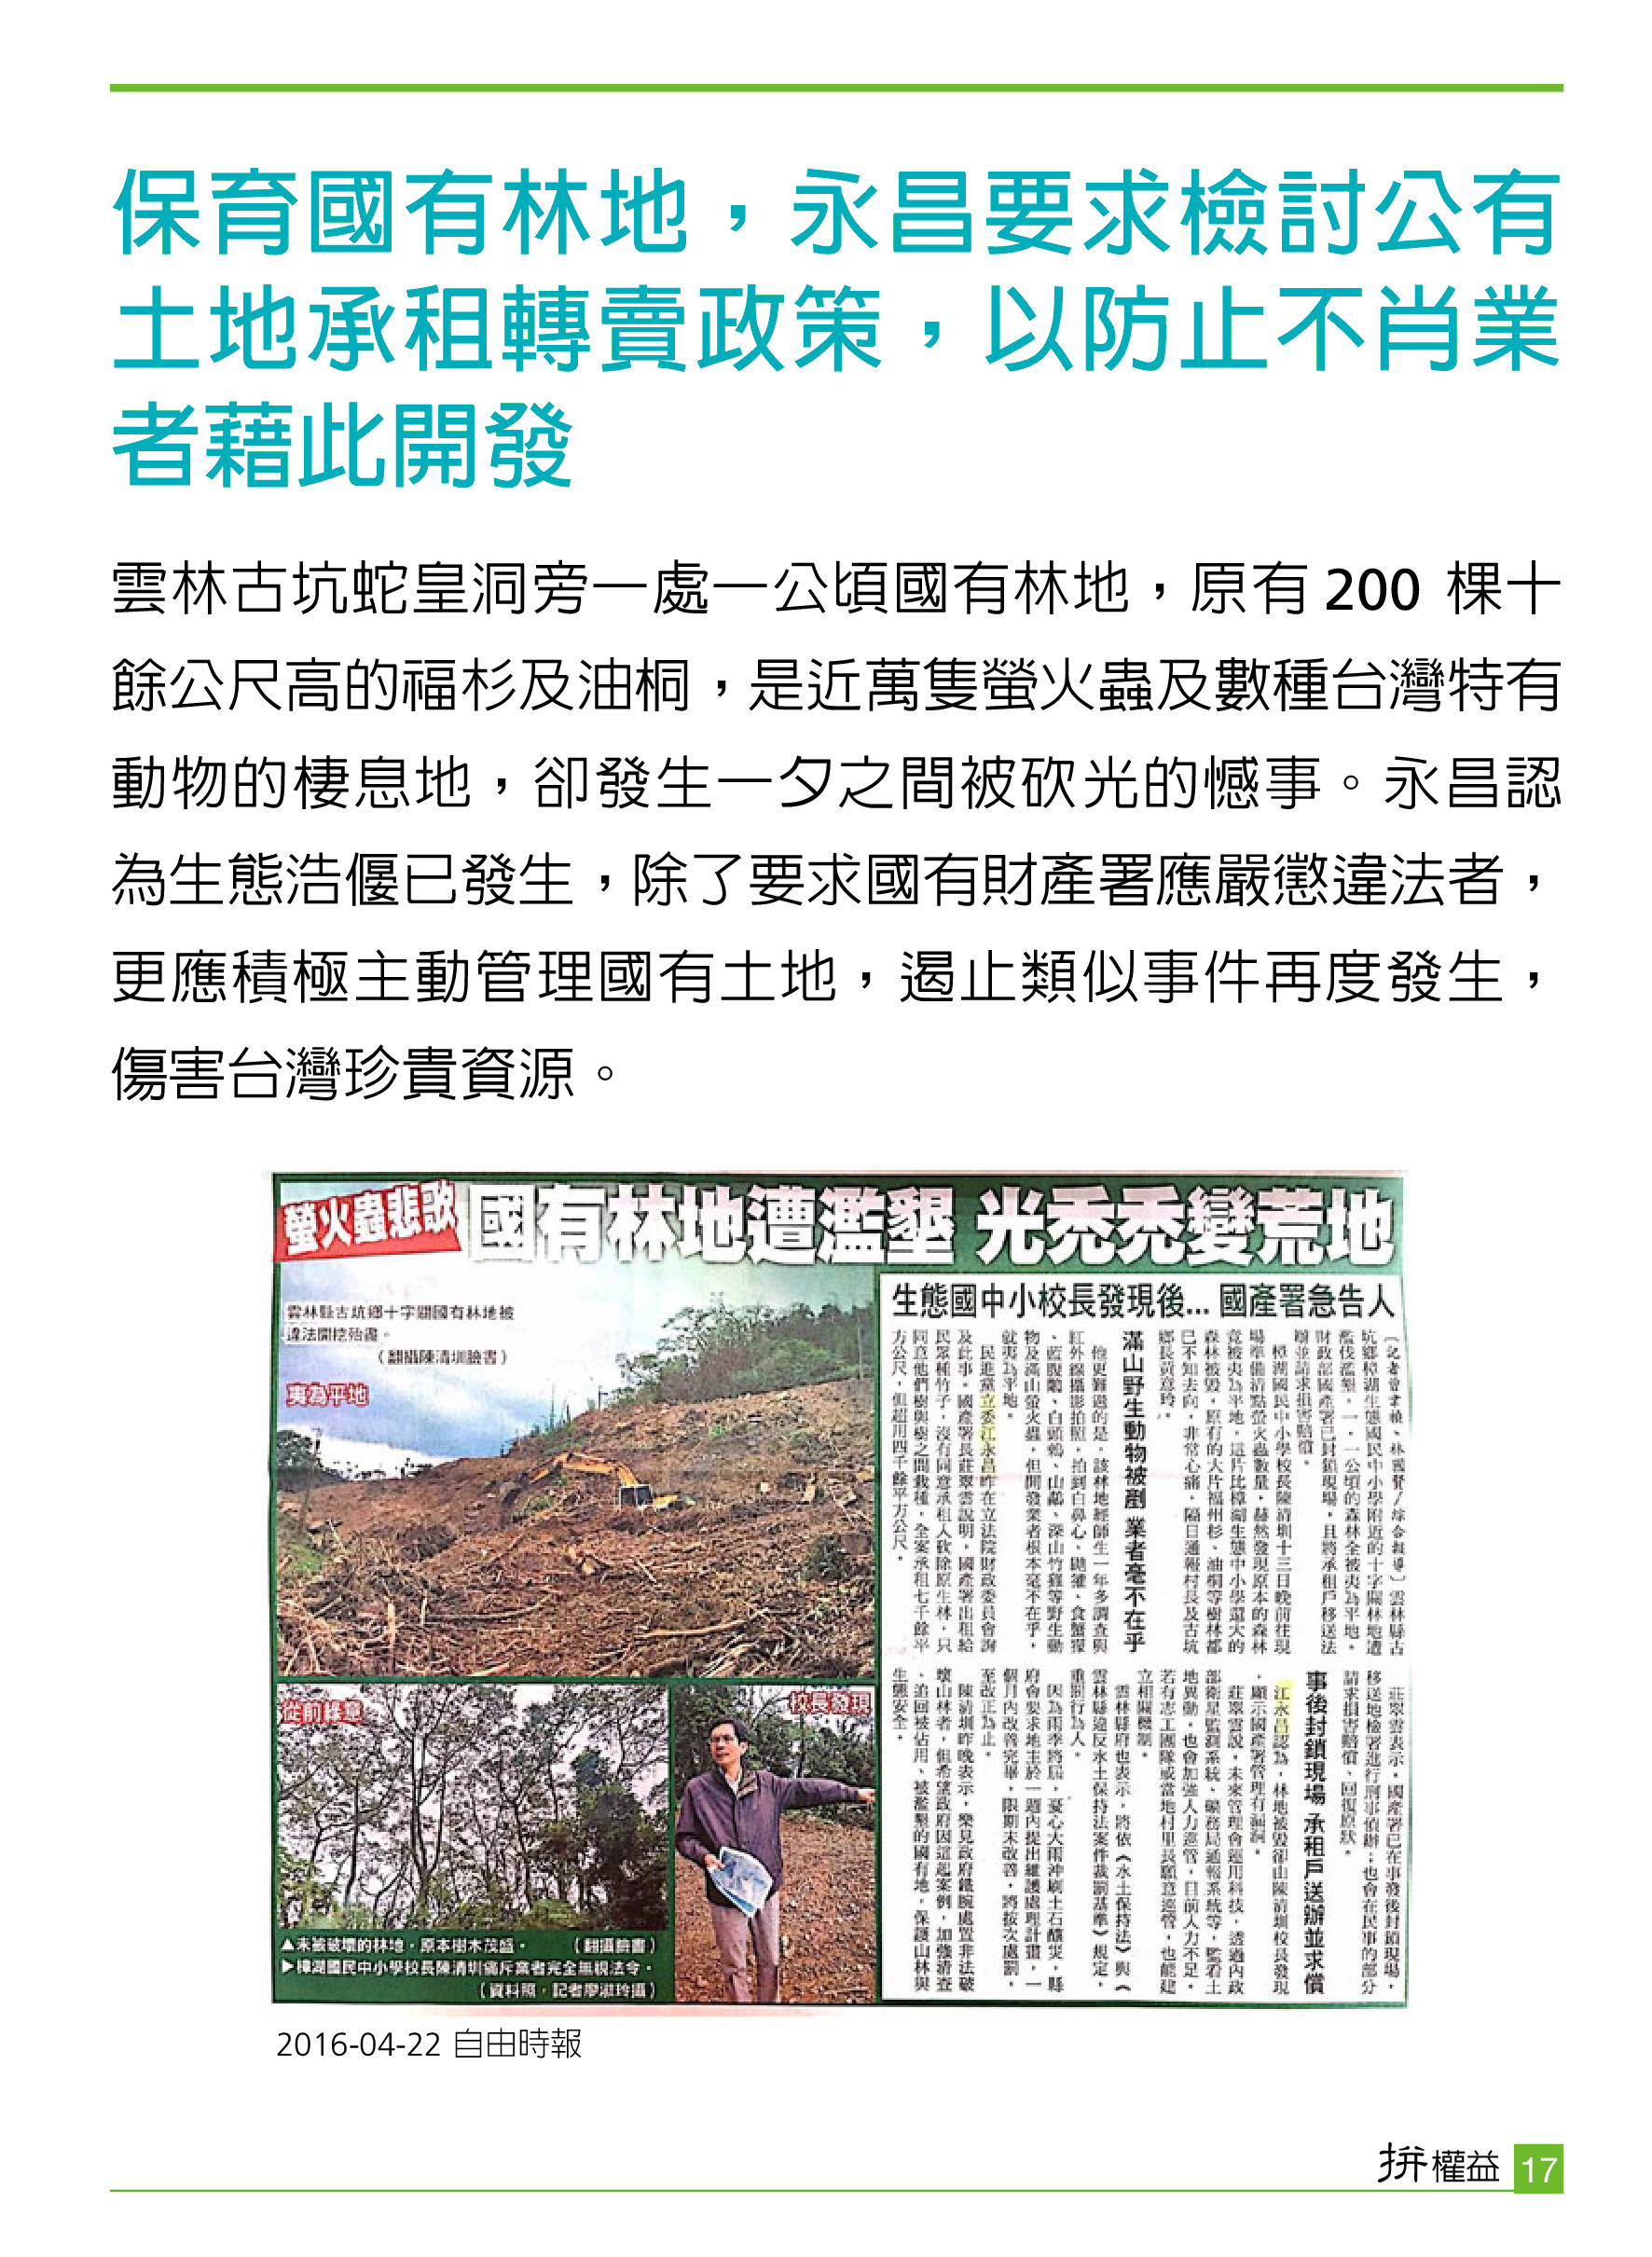 保育國有林地，永昌要求檢討公有
土地承租轉賣政策，以防止不肖業
者藉此開發
雲林古坑蛇皇洞旁一處一公頃國有林地，原有200 棵十
餘公尺高的福杉及油桐，是近萬隻螢火蟲及數種台灣特有
動物的棲息地，卻發生一夕之間被砍光的憾事。永昌認
為生態浩偃已發生，除了要求國有財產署應嚴懲違法者，
更應積極主動管理國有土地，遏止類似事件再度發生，
傷害台灣珍貴資源。
螢火蟲悲歌
國有林地遭濫墾 光禿禿變荒地
生態國中小校長發現後... 國產署急告人
雲林縣古坑鄉十字關國有林地被
違法開挖殆盡。
（翻攝陳清圳臉書）
夷為平地
坑鄉樟湖生態國民中小學附近的十字關林地遭
濫伐濫墾，一．一公頃的森林全被夷為平地，
財政部國產署已封鎖現場，且將承租戶移送法
辦並請求損害賠償。
樟湖國民中小學校長陳清圳十三日晚前往現
場準備清點螢火蟲數量，赫然發現原本的森林
竟被夷為平地，這片比樟湖生態中小學還大的
森林被毀，原有的大片福州杉、油桐等樹林都
已不知去向，非常心痛，隔日通報村長及古坑
鄉長黃意玲。
滿山野生動物被剷 業者毫不在乎
他更難過的是，該林地經師生一年多調查與
紅外線攝影拍照，拍到白鼻心、鼬獾、食蟹獴
、藍腹鷴、白頭鶇、山鷸、深山竹雞等野生動
物及滿山螢火蟲，但開發業者根本毫不在乎，
就夷為平地。
民進黨立委江永昌昨在立法院財政委員會詢
及此事。國產署長莊翠雲說明，國產署出租給
民眾種竹子，沒有同意承租人砍除原生林，只
同意他們樹與樹之間栽種，全案承租七千餘平
方公尺，但超用四千餘平方公尺。
莊翠雲表示，國產署已在事發後封鎖現場，
移送地檢署進行刑事偵辦；也會在民事的部分
請求損害賠償、回復原狀。
事後封鎖現場 承租戶送辦並求償
江永昌認為，林地被毀卻由陳清圳校長發現
，顯示國產署管理有漏洞。
莊翠雲說，未來管理會運用科技，透過內政
部衛星監測系統、礦務局通報系統等，監看土
地異動，也會加強人力巡管，目前人力不足，
若有志工團隊或當地村里長願意巡管，也能建
立相關機制。
雲林縣府也表示，將依《水土保持法》與《
雲林縣違反水土保持法案件裁罰基準》規定，
重罰行為人。
因為雨季將屆，憂心大雨沖刷土石釀災，縣
府會要求地主於一週內提出維護處理計畫，一
個月內改善完畢，限期未改善，將按次處罰，
至改正為止。
陳清圳昨晚表示，樂見政府鐵腕處置非法破
壞山林者，但希望政府因這起案例，加強清查
、追回被佔用、被濫墾的國有地，保護山林與
生態安全。
從前綠意
校長發現
▲未被破壞的林地，原本樹木茂盛。 （翻攝臉書）
▶樟湖國民中小學校長陳清圳痛斥業者完全無視法令。
（資料照，記者廖淑玲攝）
2016-04-22 自由時報
拚權益 17